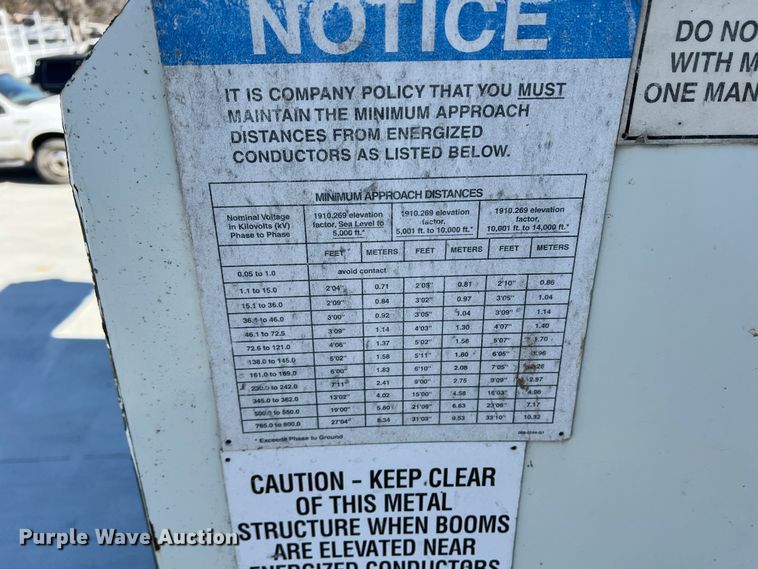 NOTICE
IT IS COMPANY POLICY THAT YOU MUST
MAINTAIN THE MINIMUM APPROACH
DISTANCES FROM ENERGIZED
CONDUCTORS AS LISTED BELOW.
MINIMUM APPROACH DISTANCES
Nominal Voltage in Kilovolts (kV) Phase to Phase
1910.269 elevation factor, Sea Level to 5,000 ft.*
1910.269 elevation factor, 5,001 ft. to 10,000 ft.*
1910.269 elevation factor, 10,001 ft. to 14,000 ft.*
FEET METERS FEET METERS FEET METERS
0.05 to 1.0 avoid contact
1.1 to 15.0 2'04" 0.71 2'08" 0.81 2'10" 0.86
15.1 to 36.0 2'09" 0.84 3'02" 0.97 3'05" 1.04
36.1 to 46.0 3'00" 0.92 3'05" 1.04 3'09" 1.14
46.1 to 72.5 3'09" 1.14 4'03" 1.30 4'07" 1.40
72.6 to 121.0 4'06" 1.37 5'02" 1.58 5'07" 1.70
138.0 to 145.0 5'02" 1.58 5'11" 1.80 6'05" 1.96
161.0 to 169.0 6'00" 1.83 6'10" 2.08 7'05"
230.0 to 242.0 7'11" 2.41 9'00" 2.75 9'09" 2.97
345.0 to 362.0 13'02" 4.02 15'00" 4.58 16'03" 4.96
500.0 to 550.0 19'00" 5.80 21'09" 6.63 23'06" 7.17
765.0 to 800.0 27'04" 8.34 31'03" 9.53 33'10" 10.32
* Exceeds Phase to Ground
CAUTION - KEEP CLEAR
OF THIS METAL
STRUCTURE WHEN BOOMS
ARE ELEVATED NEAR
ENERGIZED CONDUCTORS
DO NO
WITH M
ONE MAN
Purple Wave Auction